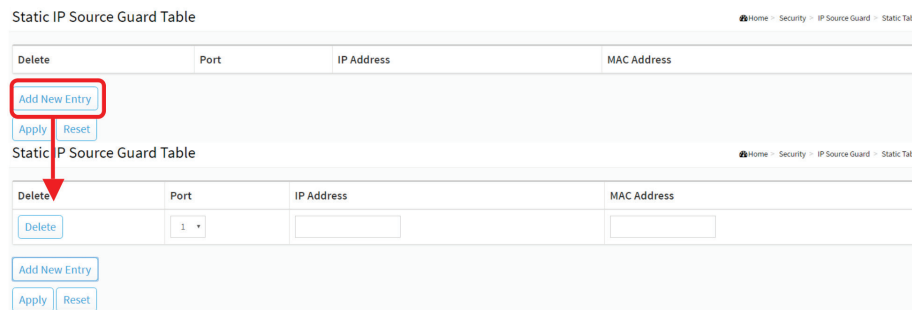 Static IP Source Guard Table
Home > Security > IP Source Guard > Static
Delete Port IP Address MAC Address
Add New Entry
Apply Reset
Static IP Source Guard Table
Home > Security > IP Source Guard > Static
Delete Port IP Address MAC Address
Delete 1
Add New Entry
Apply Reset